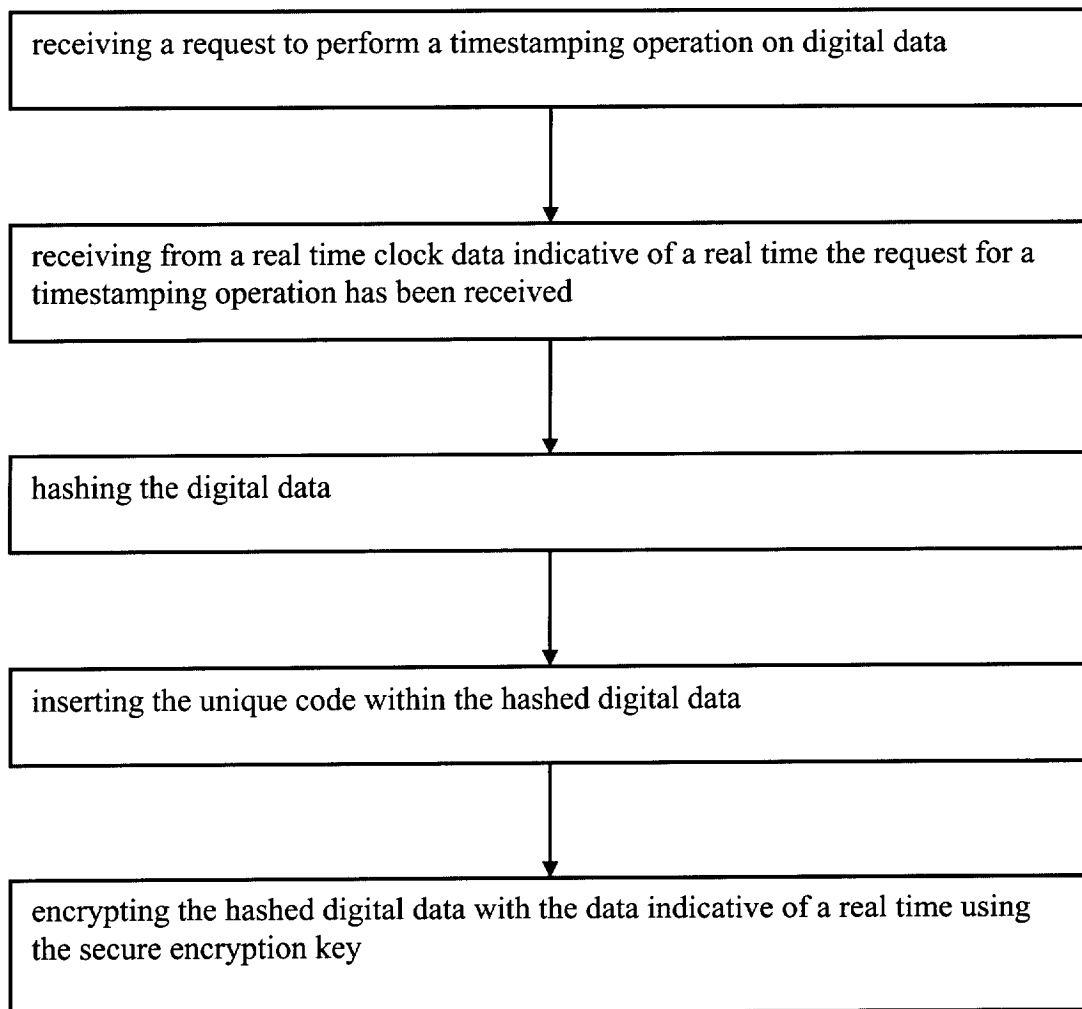 receiving a request to perform a timestamping operation on digital data
receiving from a real time clock data indicative of a real time the request for a
timestamping operation has been received
hashing the digital data
inserting the unique code within the hashed digital data
encrypting the hashed digital data with the data indicative of a real time using
the secure encryption key